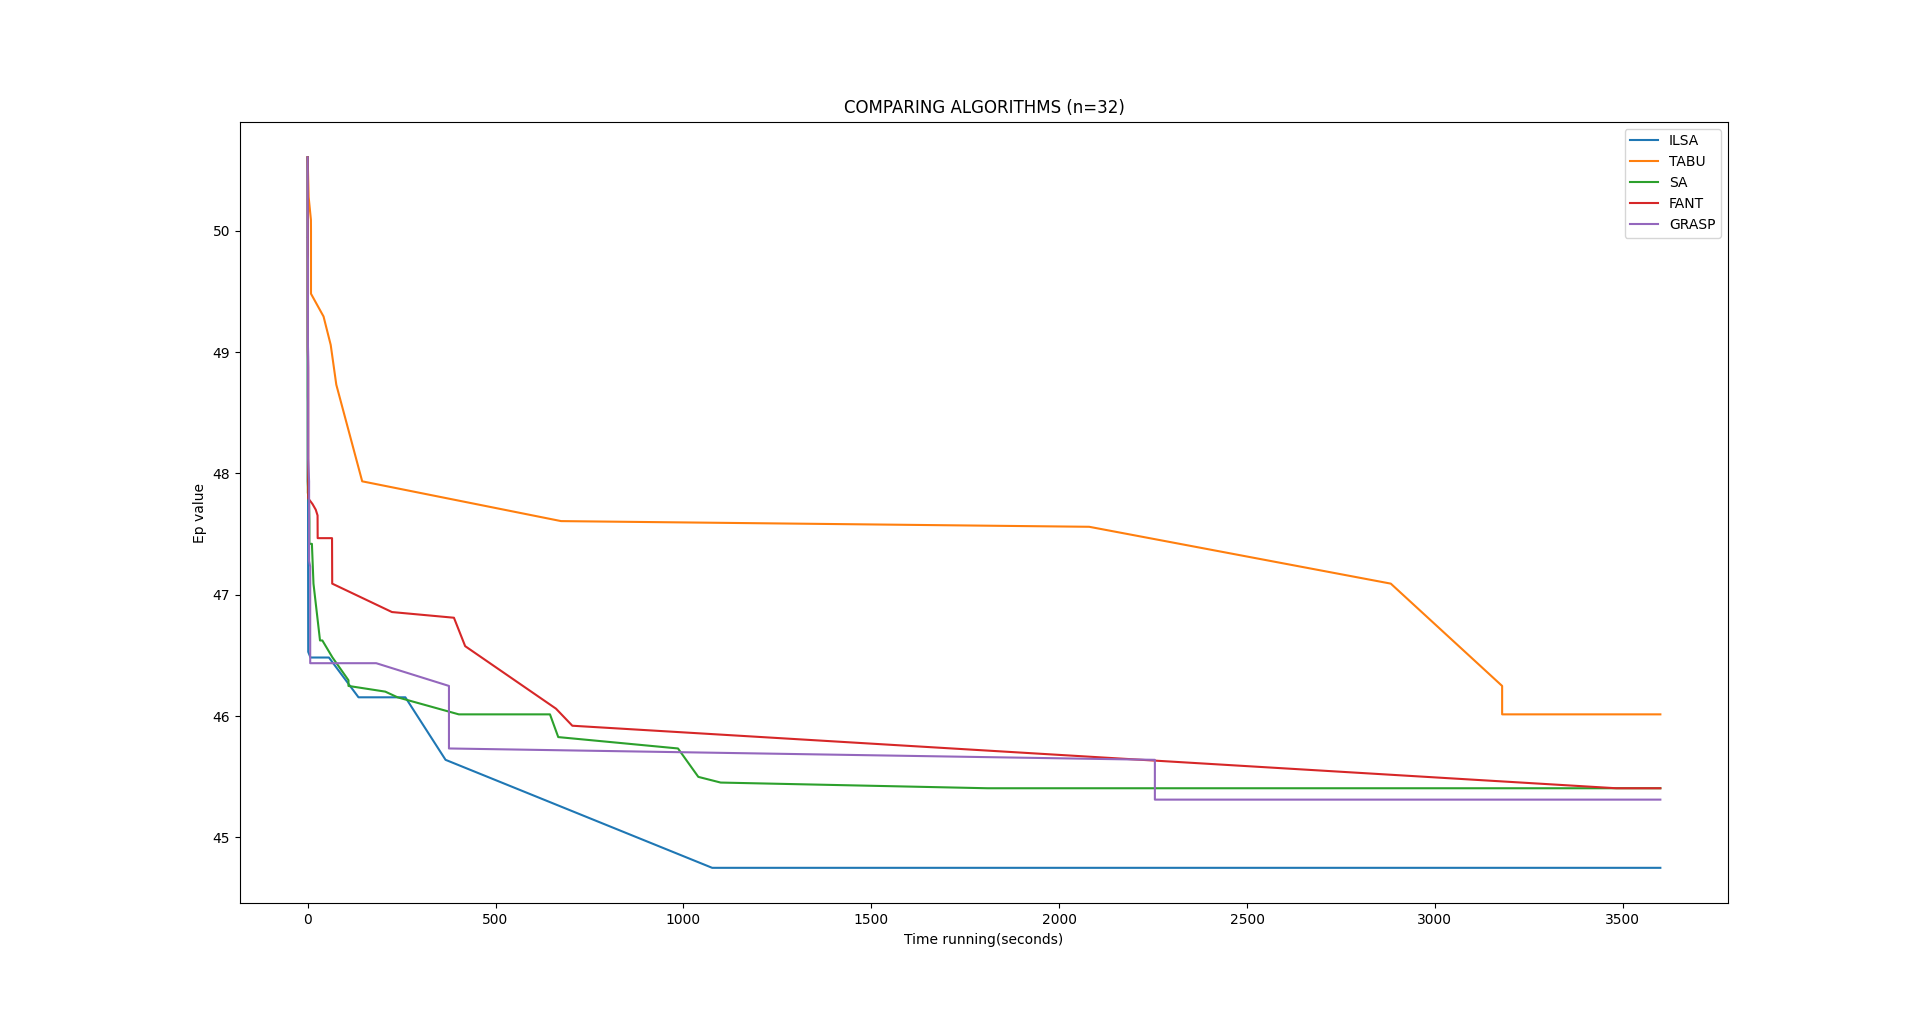 COMPARING ALGORITHMS (n=32)
ILSA
TABU
SA
FANT
GRASP
50
49
48
47
46
45
Ep value
0 500 1000 1500 2000 2500 3000 3500
Time running(seconds)